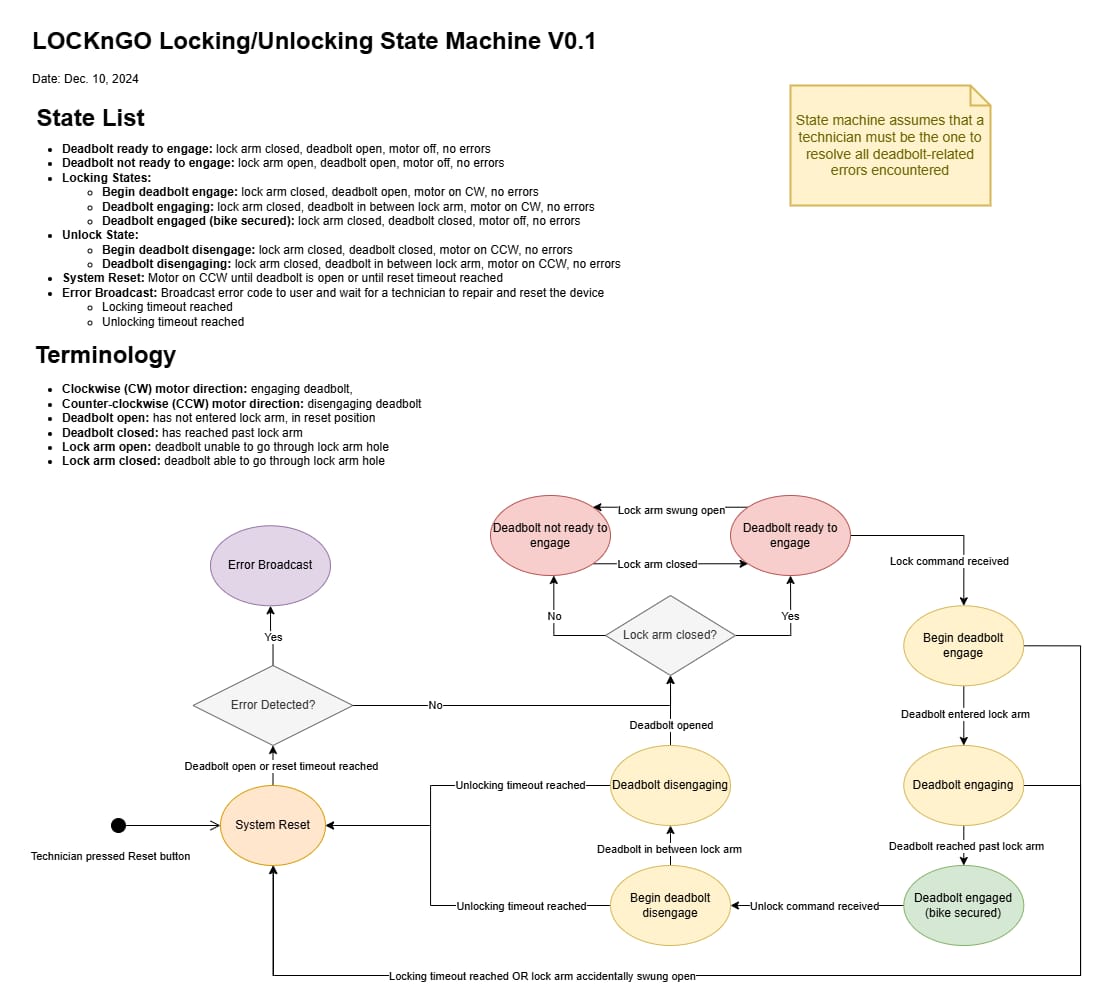 LOCKnGO Locking/Unlocking State Machine V0.1
Date: Dec. 10, 2024
State List
• Deadbolt ready to engage: lock arm closed, deadbolt open, motor off, no errors
• Deadbolt not ready to engage: lock arm open, deadbolt open, motor off, no errors
• Locking States:
◦ Begin deadbolt engage: lock arm closed, deadbolt open, motor on CW, no errors
◦ Deadbolt engaging: lock arm closed, deadbolt in between lock arm, motor on CW, no errors
◦ Deadbolt engaged (bike secured): lock arm closed, deadbolt closed, motor off, no errors
• Unlock State:
◦ Begin deadbolt disengage: lock arm closed, deadbolt closed, motor on CCW, no errors
◦ Deadbolt disengaging: lock arm closed, deadbolt in between lock arm, motor on CCW, no errors
• System Reset: Motor on CCW until deadbolt is open or until reset timeout reached
• Error Broadcast: Broadcast error code to user and wait for a technician to repair and reset the device
◦ Locking timeout reached
◦ Unlocking timeout reached
State machine assumes that a
technician must be the one to
resolve all deadbolt-related
errors encountered
Terminology
• Clockwise (CW) motor direction: engaging deadbolt,
• Counter-clockwise (CCW) motor direction: disengaging deadbolt
• Deadbolt open: has not entered lock arm, in reset position
• Deadbolt closed: has reached past lock arm
• Lock arm open: deadbolt unable to go through lock arm hole
• Lock arm closed: deadbolt able to go through lock arm hole
Lock arm swung open
Deadbolt not ready to
engage
Deadbolt ready to
engage
Lock arm closed
Lock command received
Error Broadcast
No
Yes
Yes
Lock arm closed?
Begin deadbolt
engage
Error Detected?
No
Deadbolt entered lock arm
Deadbolt opened
Deadbolt open or reset timeout reached
Unlocking timeout reached
Deadbolt disengaging
Deadbolt engaging
System Reset
Technician pressed Reset button
Deadbolt in between lock arm
Deadbolt reached past lock arm
Unlocking timeout reached
Begin deadbolt
disengage
Unlock command received
Deadbolt engaged
(bike secured)
Locking timeout reached OR lock arm accidentally swung open